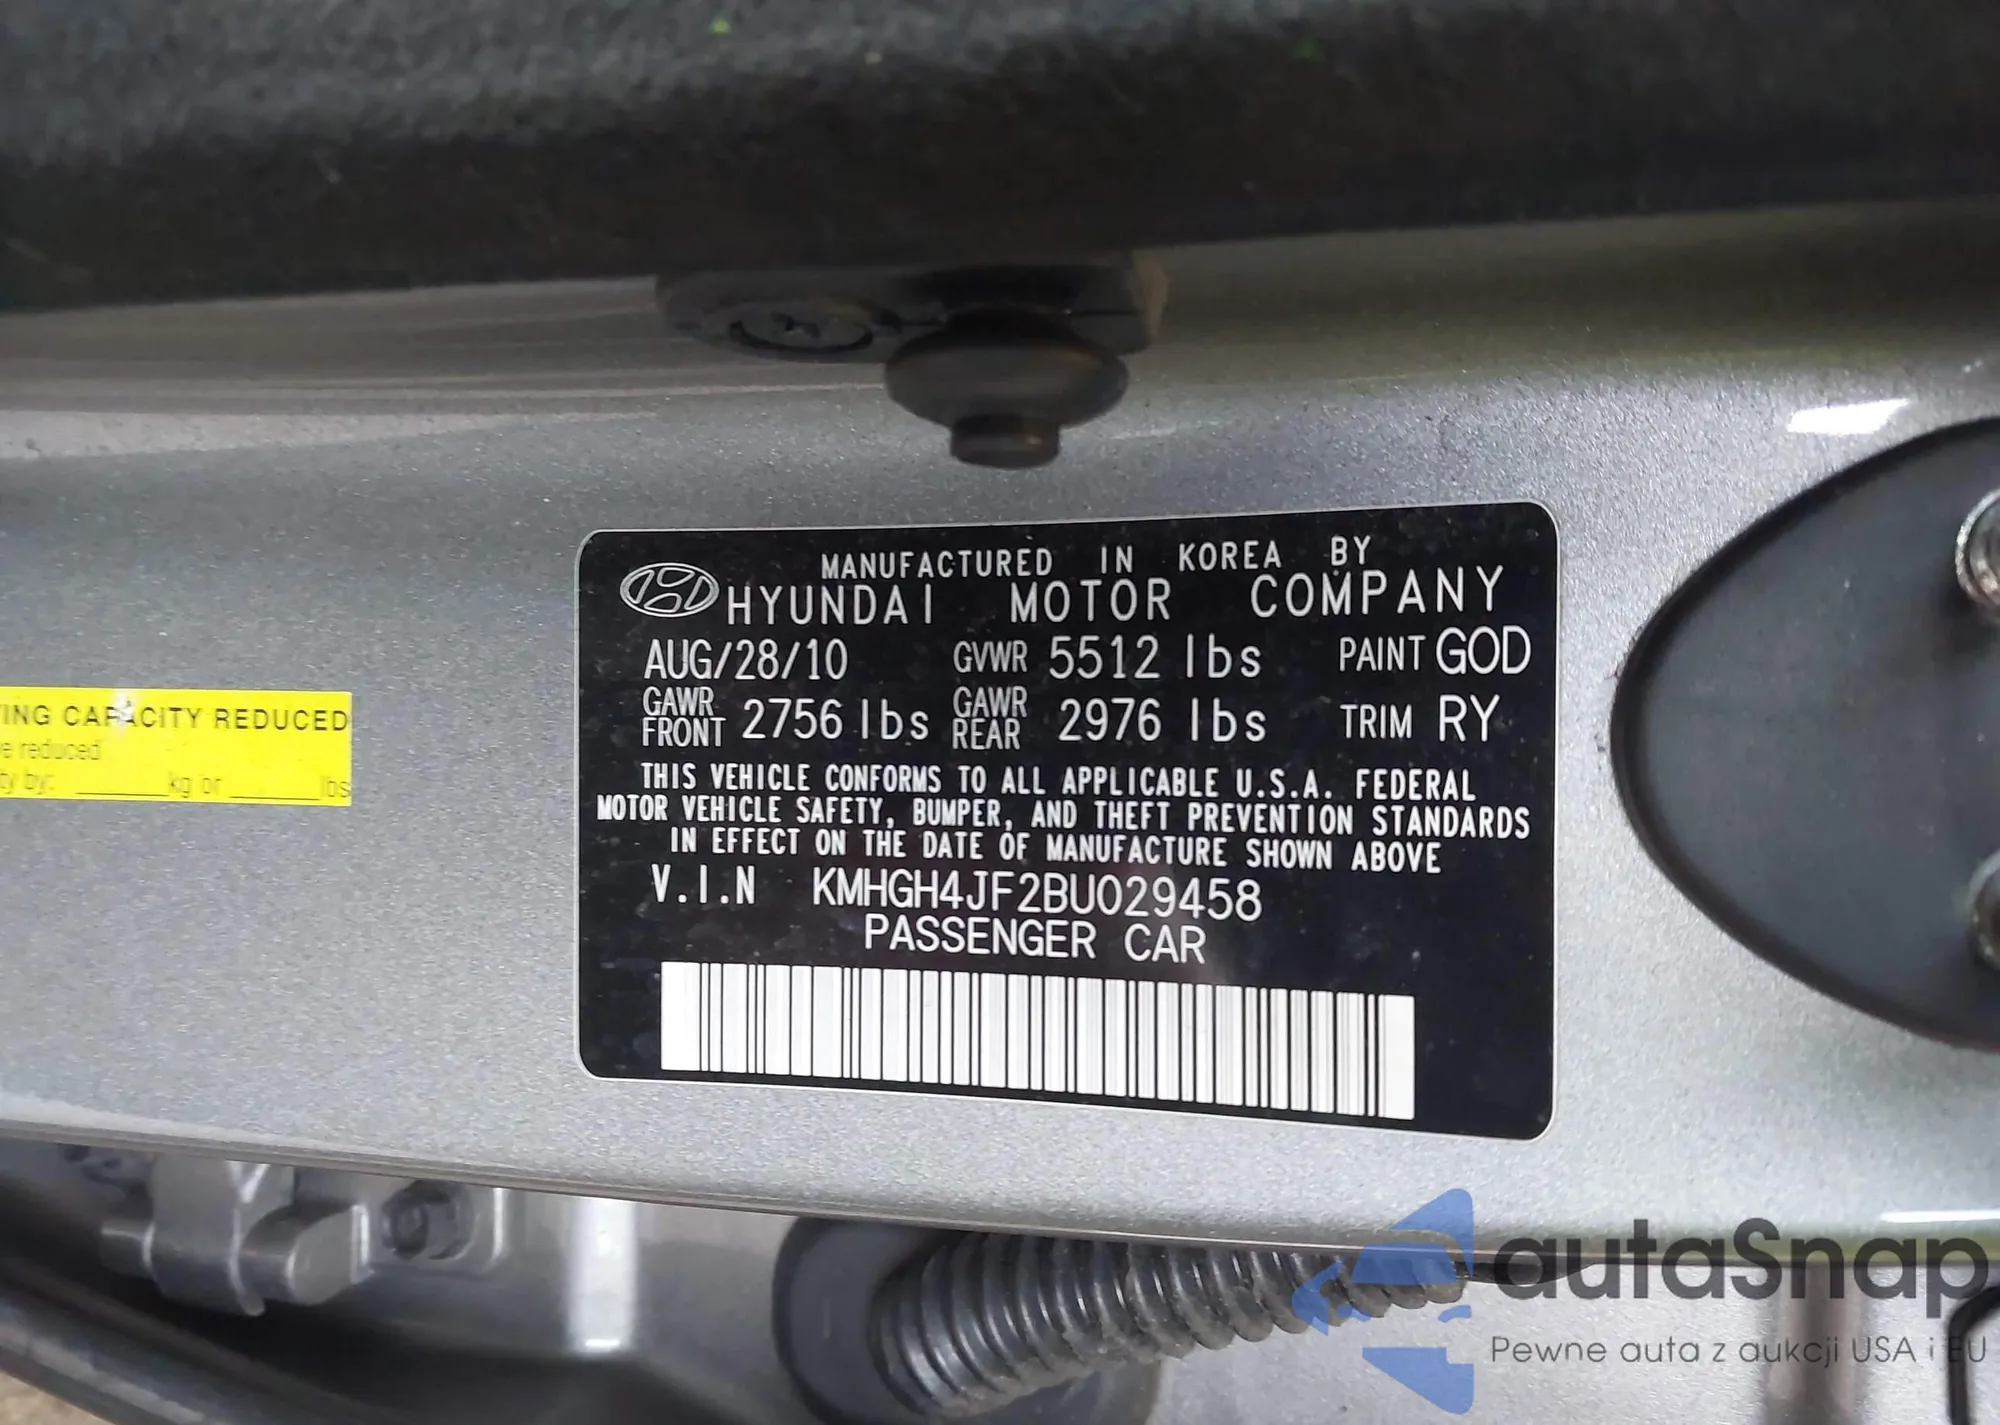 MANUFACTURED IN KOREA BY
HYUNDAI MOTOR COMPANY
AUG/28/10 GVWR 5512 lbs PAINT GOD
GAWR FRONT 2756 lbs GAWR REAR 2976 lbs TRIM RY
THIS VEHICLE CONFORMS TO ALL APPLICABLE U.S.A. FEDERAL
MOTOR VEHICLE SAFETY, BUMPER, AND THEFT PREVENTION STANDARDS
IN EFFECT ON THE DATE OF MANUFACTURE SHOWN ABOVE
V.I.N KMHGH4JF2BU029458
PASSENGER CAR
CAPACITY REDUCED
reduced
by: ______kg or ______lbs
autaSnap
Pewne auta z aukcji USA i EU